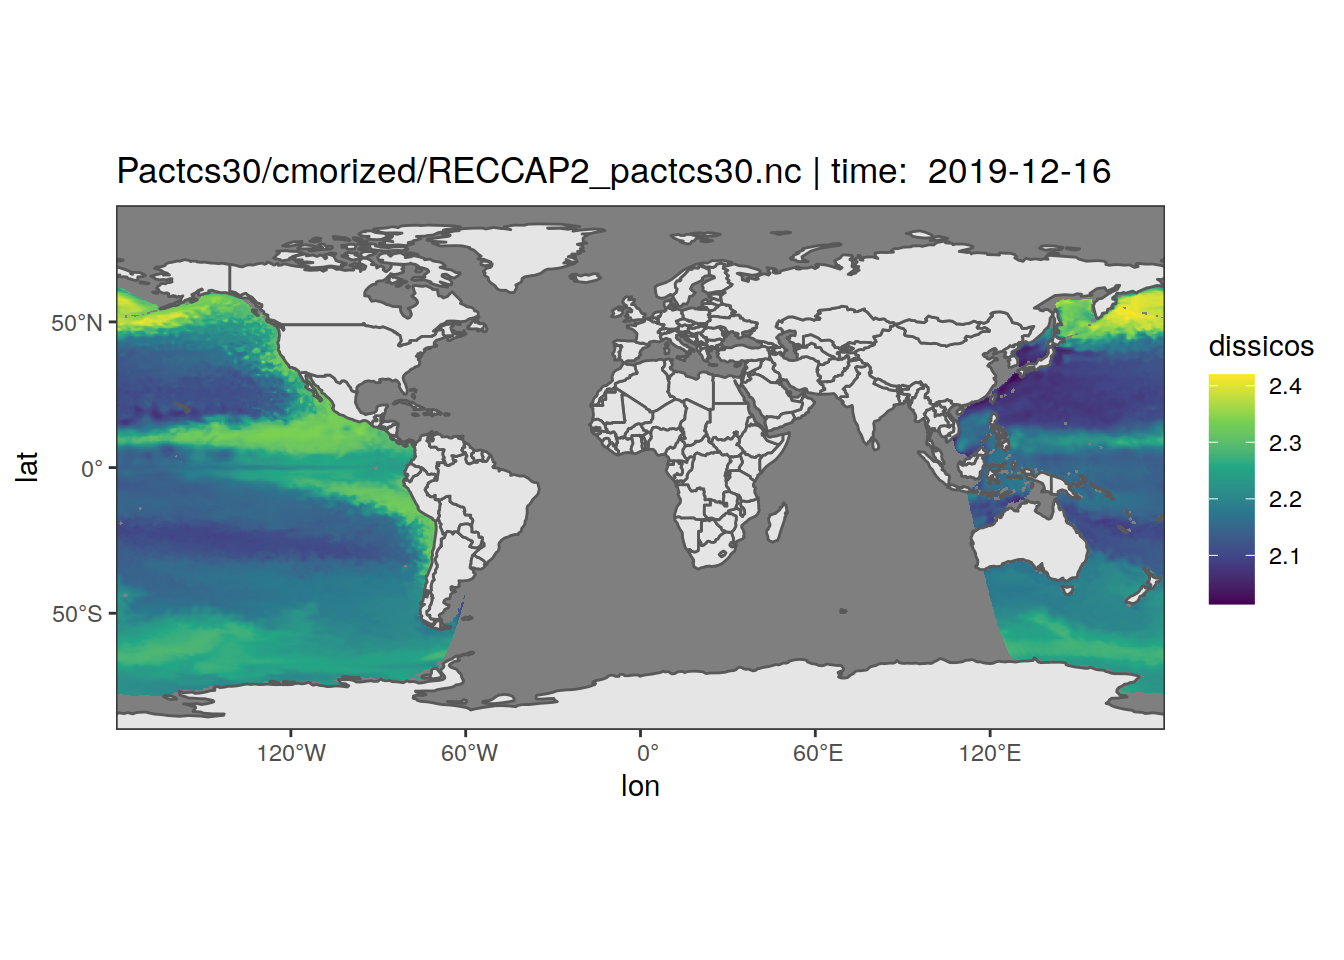 Pactcs30/cmorized/RECCAP2_pactcs30.nc | time:  2019-12-16
lat
50°N
0°
50°S
120°W 60°W 0° 60°E 120°E
lon
dissicos
2.4
2.3
2.2
2.1